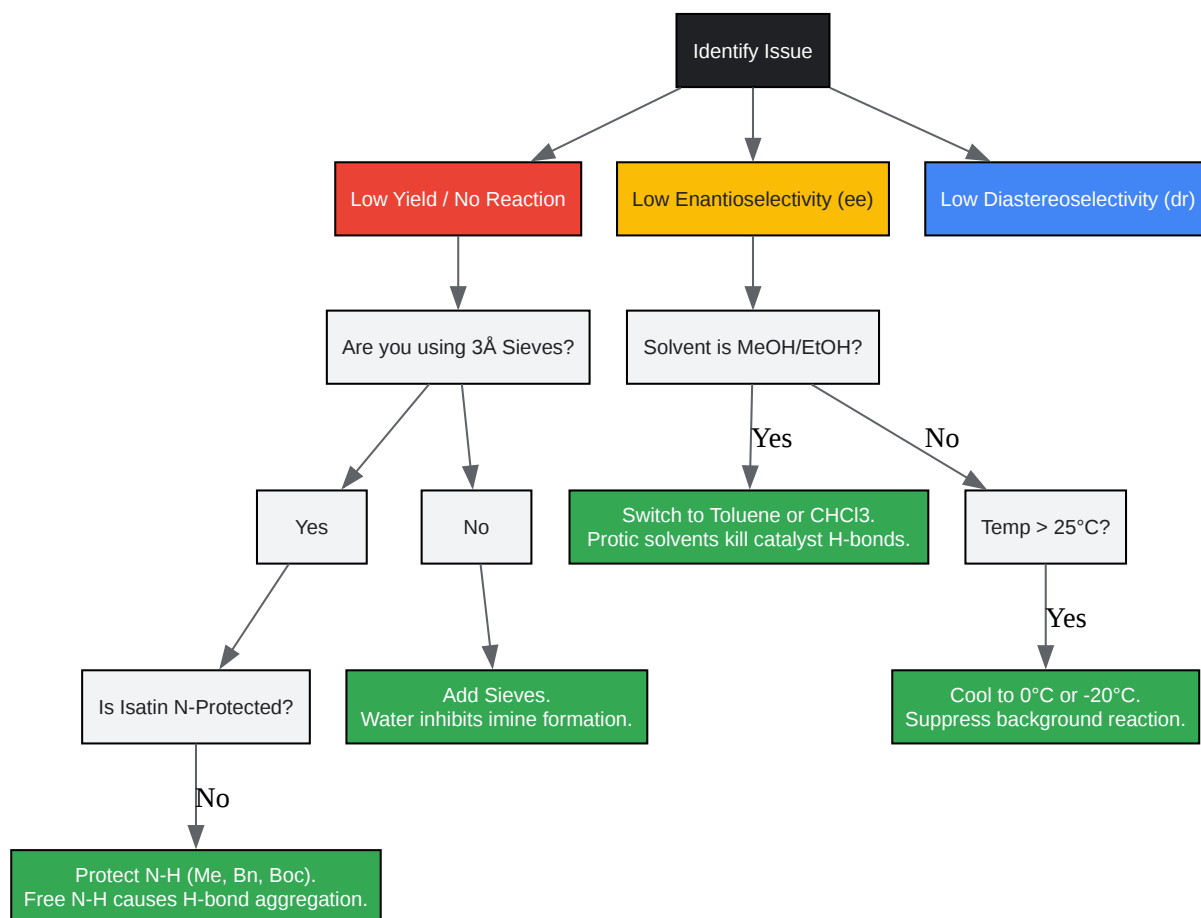 Identify Issue
Low Yield / No Reaction
Low Enantioselectivity (ee)
Low Diastereoselectivity (dr)
Are you using 3Å Sieves?
Solvent is MeOH/EtOH?
Yes
No
Yes
No
Switch to Toluene or CHCl3.
Protic solvents kill catalyst H-bonds.
Temp > 25°C?
Yes
Is Isatin N-Protected?
Add Sieves.
Water inhibits imine formation.
Cool to 0°C or -20°C.
Suppress background reaction.
No
Protect N-H (Me, Bn, Boc).
Free N-H causes H-bond aggregation.